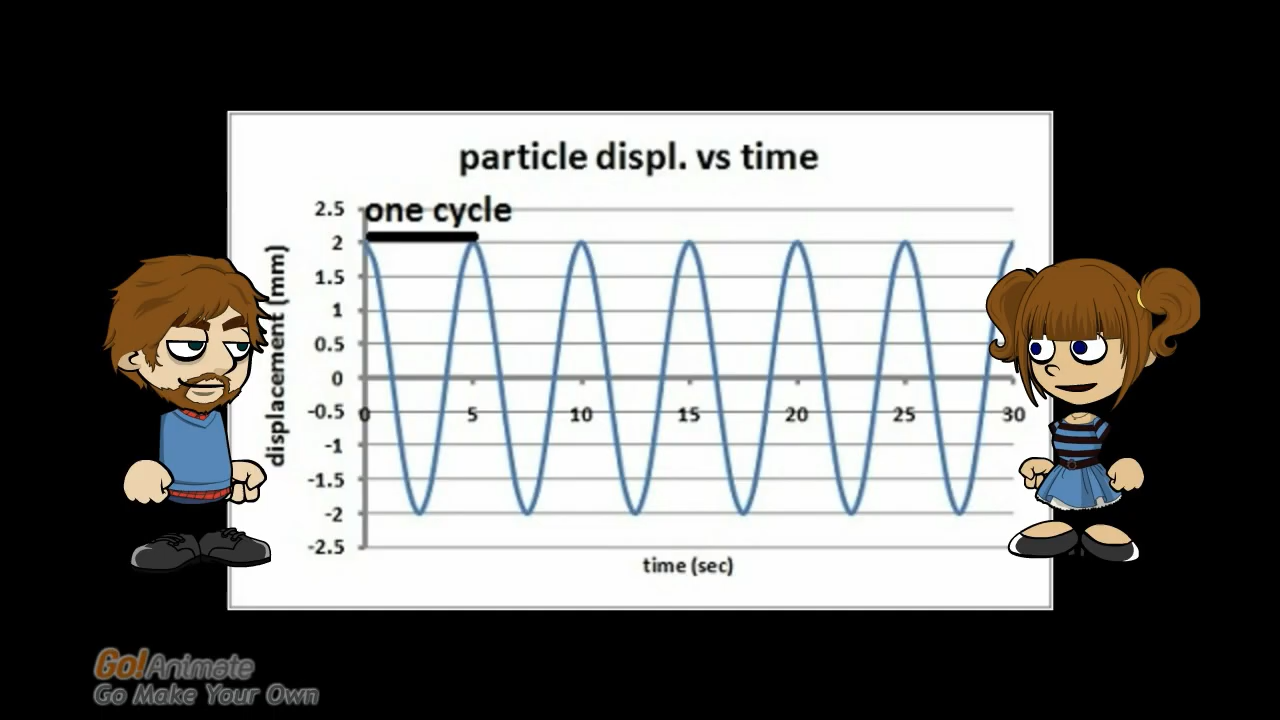 particle displ. vs time
one cycle
2.5
2
1.5
1
0.5
0
-0.5
-1
-1.5
-2
-2.5
displacement (mm)
0 5 10 15 20 25 30
time (sec)
Go!Animate
Go Make Your Own